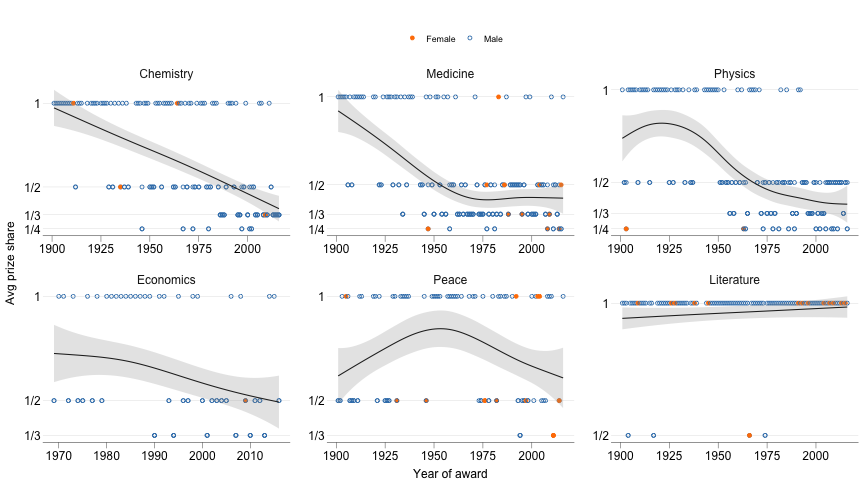 Female Male
Chemistry Medicine Physics
1 1/2 1/3 1/4
1900 1925 1950 1975 2000
1 1/2 1/3 1/4
1900 1925 1950 1975 2000
1 1/2 1/3 1/4
1900 1925 1950 1975 2000
Avg prize share
Economics Peace Literature
1 1/2 1/3
1970 1980 1990 2000 2010
1 1/2 1/3
1900 1925 1950 1975 2000
1 1/2
1900 1925 1950 1975 2000
Year of award